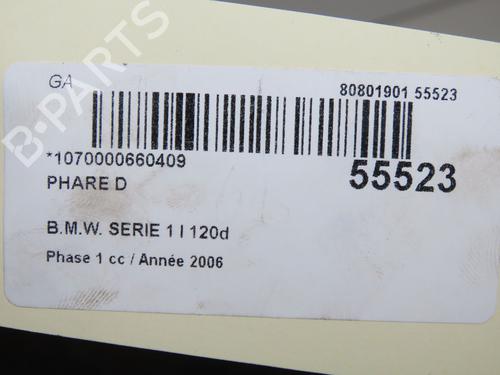 GA
80801901 55523
*1070000660409
55523
PHARE D
B.M.W. SERIE 1 I 120d
Phase 1 cc / Année 2006
B-PARTS